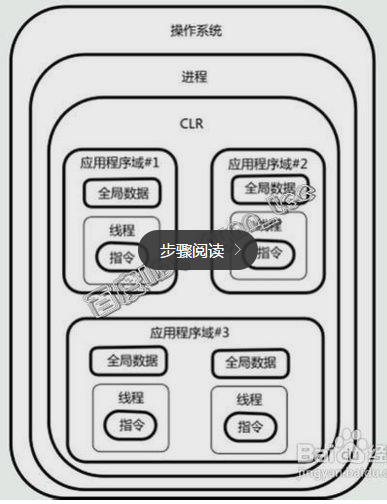 操作系统
进程
CLR
应用程序域#1
应用程序域#2
全局数据
全局数据
线程
线程
指令
指令
步骤阅读
应用程序域#3
全局数据
全局数据
线程
线程
指令
指令
Baidu经
jingyan.baid